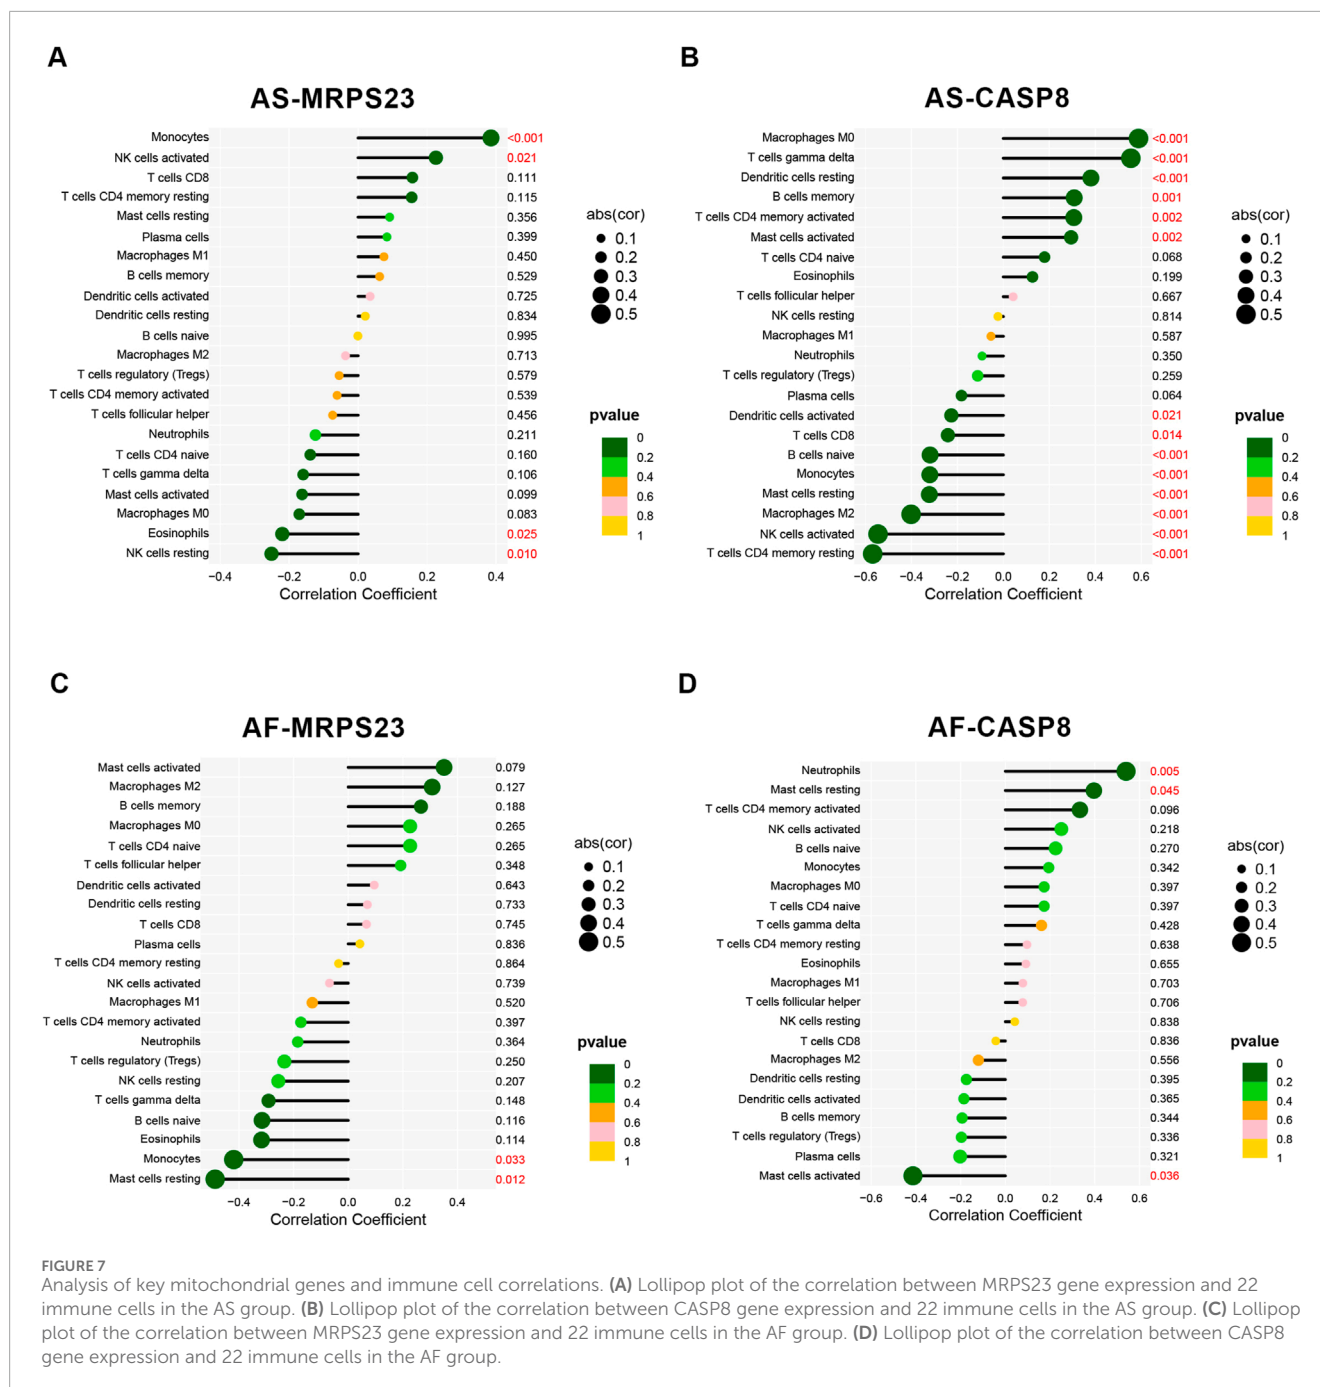 A
AS-MRPS23
Monocytes <0.001
NK cells activated 0.021
T cells CD8 0.111
T cells CD4 memory resting 0.115
Mast cells resting 0.356
Plasma cells 0.399
Macrophages M1 0.450
B cells memory 0.529
Dendritic cells activated 0.725
Dendritic cells resting 0.834
B cells naive 0.995
Macrophages M2 0.713
T cells regulatory (Tregs) 0.579
T cells CD4 memory activated 0.539
T cells follicular helper 0.456
Neutrophils 0.211
T cells CD4 naive 0.160
T cells gamma delta 0.106
Mast cells activated 0.099
Macrophages M0 0.083
Eosinophils 0.025
NK cells resting 0.010
−0.4 −0.2 0.0 0.2 0.4
Correlation Coefficient
abs(cor)
0.1
0.2
0.3
0.4
0.5
pvalue
0
0.2
0.4
0.6
0.8
1
B
AS-CASP8
Macrophages M0 <0.001
T cells gamma delta <0.001
Dendritic cells resting <0.001
B cells memory 0.001
T cells CD4 memory activated 0.002
Mast cells activated 0.002
T cells CD4 naive 0.068
Eosinophils 0.199
T cells follicular helper 0.667
NK cells resting 0.814
Macrophages M1 0.587
Neutrophils 0.350
T cells regulatory (Tregs) 0.259
Plasma cells 0.064
Dendritic cells activated 0.021
T cells CD8 0.014
B cells naive <0.001
Monocytes <0.001
Mast cells resting <0.001
Macrophages M2 <0.001
NK cells activated <0.001
T cells CD4 memory resting <0.001
−0.6 −0.4 −0.2 0.0 0.2 0.4 0.6
Correlation Coefficient
abs(cor)
0.1
0.2
0.3
0.4
0.5
pvalue
0
0.2
0.4
0.6
0.8
1
C
AF-MRPS23
Mast cells activated 0.079
Macrophages M2 0.127
B cells memory 0.188
Macrophages M0 0.265
T cells CD4 naive 0.265
T cells follicular helper 0.348
Dendritic cells activated 0.643
Dendritic cells resting 0.733
T cells CD8 0.745
Plasma cells 0.836
T cells CD4 memory resting 0.864
NK cells activated 0.739
Macrophages M1 0.520
T cells CD4 memory activated 0.397
Neutrophils 0.364
T cells regulatory (Tregs) 0.250
NK cells resting 0.207
T cells gamma delta 0.148
B cells naive 0.116
Eosinophils 0.114
Monocytes 0.033
Mast cells resting 0.012
−0.4 −0.2 0.0 0.2 0.4
Correlation Coefficient
abs(cor)
0.1
0.2
0.3
0.4
0.5
pvalue
0
0.2
0.4
0.6
0.8
1
D
AF-CASP8
Neutrophils 0.005
Mast cells resting 0.045
T cells CD4 memory activated 0.096
NK cells activated 0.218
B cells naive 0.270
Monocytes 0.342
Macrophages M0 0.397
T cells CD4 naive 0.397
T cells gamma delta 0.428
T cells CD4 memory resting 0.638
Eosinophils 0.655
Macrophages M1 0.703
T cells follicular helper 0.706
NK cells resting 0.838
T cells CD8 0.836
Macrophages M2 0.556
Dendritic cells resting 0.395
Dendritic cells activated 0.365
B cells memory 0.344
T cells regulatory (Tregs) 0.336
Plasma cells 0.321
Mast cells activated 0.036
−0.6 −0.4 −0.2 0.0 0.2 0.4 0.6
Correlation Coefficient
abs(cor)
0.1
0.2
0.3
0.4
0.5
pvalue
0
0.2
0.4
0.6
0.8
1
FIGURE 7
Analysis of key mitochondrial genes and immune cell correlations. (A) Lollipop plot of the correlation between MRPS23 gene expression and 22
immune cells in the AS group. (B) Lollipop plot of the correlation between CASP8 gene expression and 22 immune cells in the AS group. (C) Lollipop
plot of the correlation between MRPS23 gene expression and 22 immune cells in the AF group. (D) Lollipop plot of the correlation between CASP8
gene expression and 22 immune cells in the AF group.